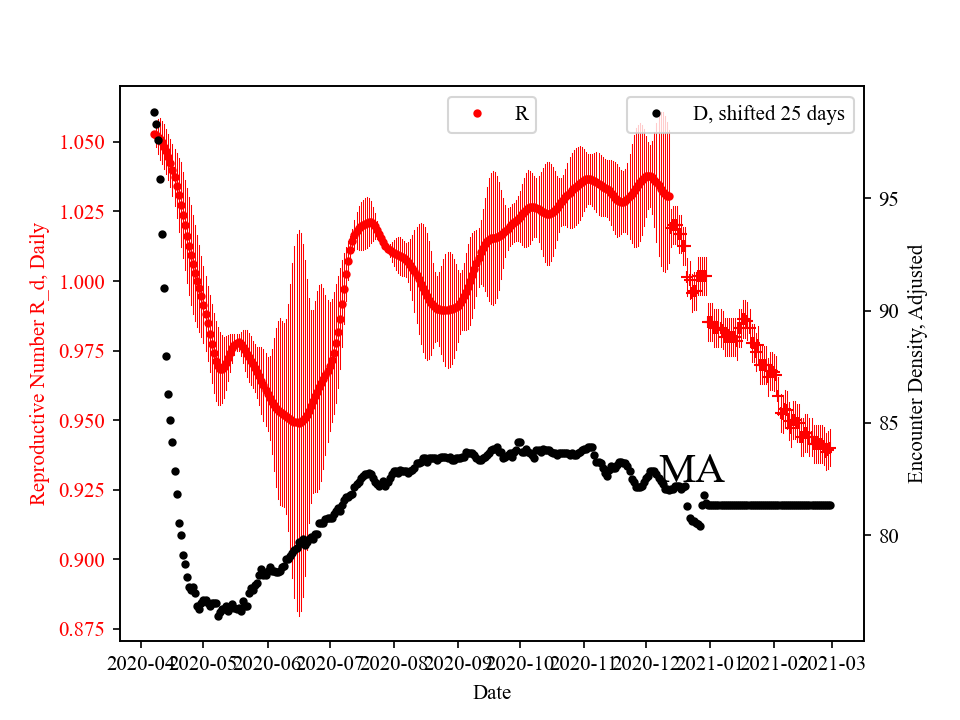 R
D, shifted 25 days
1.050
1.025
1.000
0.975
0.950
0.925
0.900
0.875
Reproductive Number R_d, Daily
95
90
85
80
Encounter Density, Adjusted
MA
2020-04 2020-05 2020-06 2020-07 2020-08 2020-09 2020-10 2020-11 2020-12 2021-01 2021-02 2021-03
Date